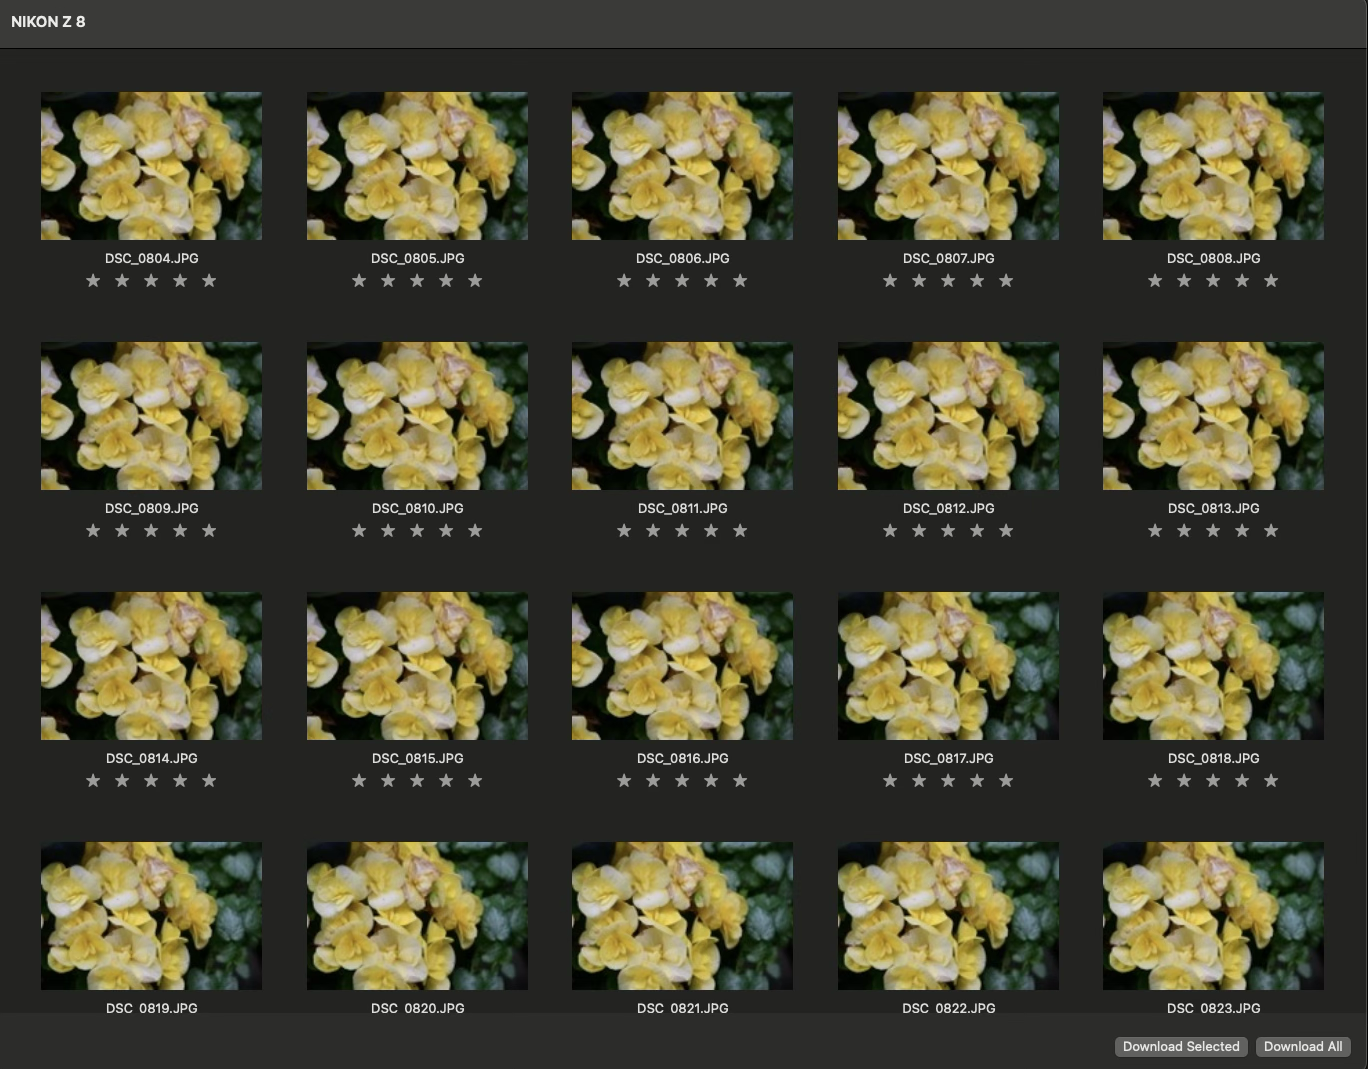 NIKON Z 8
DSC_0804.JPG
DSC_0805.JPG
DSC_0806.JPG
DSC_0807.JPG
DSC_0808.JPG
DSC_0809.JPG
DSC_0810.JPG
DSC_0811.JPG
DSC_0812.JPG
DSC_0813.JPG
DSC_0814.JPG
DSC_0815.JPG
DSC_0816.JPG
DSC_0817.JPG
DSC_0818.JPG
DSC_0819.JPG
DSC_0820.JPG
DSC_0821.JPG
DSC_0822.JPG
DSC_0823.JPG
Download Selected
Download All